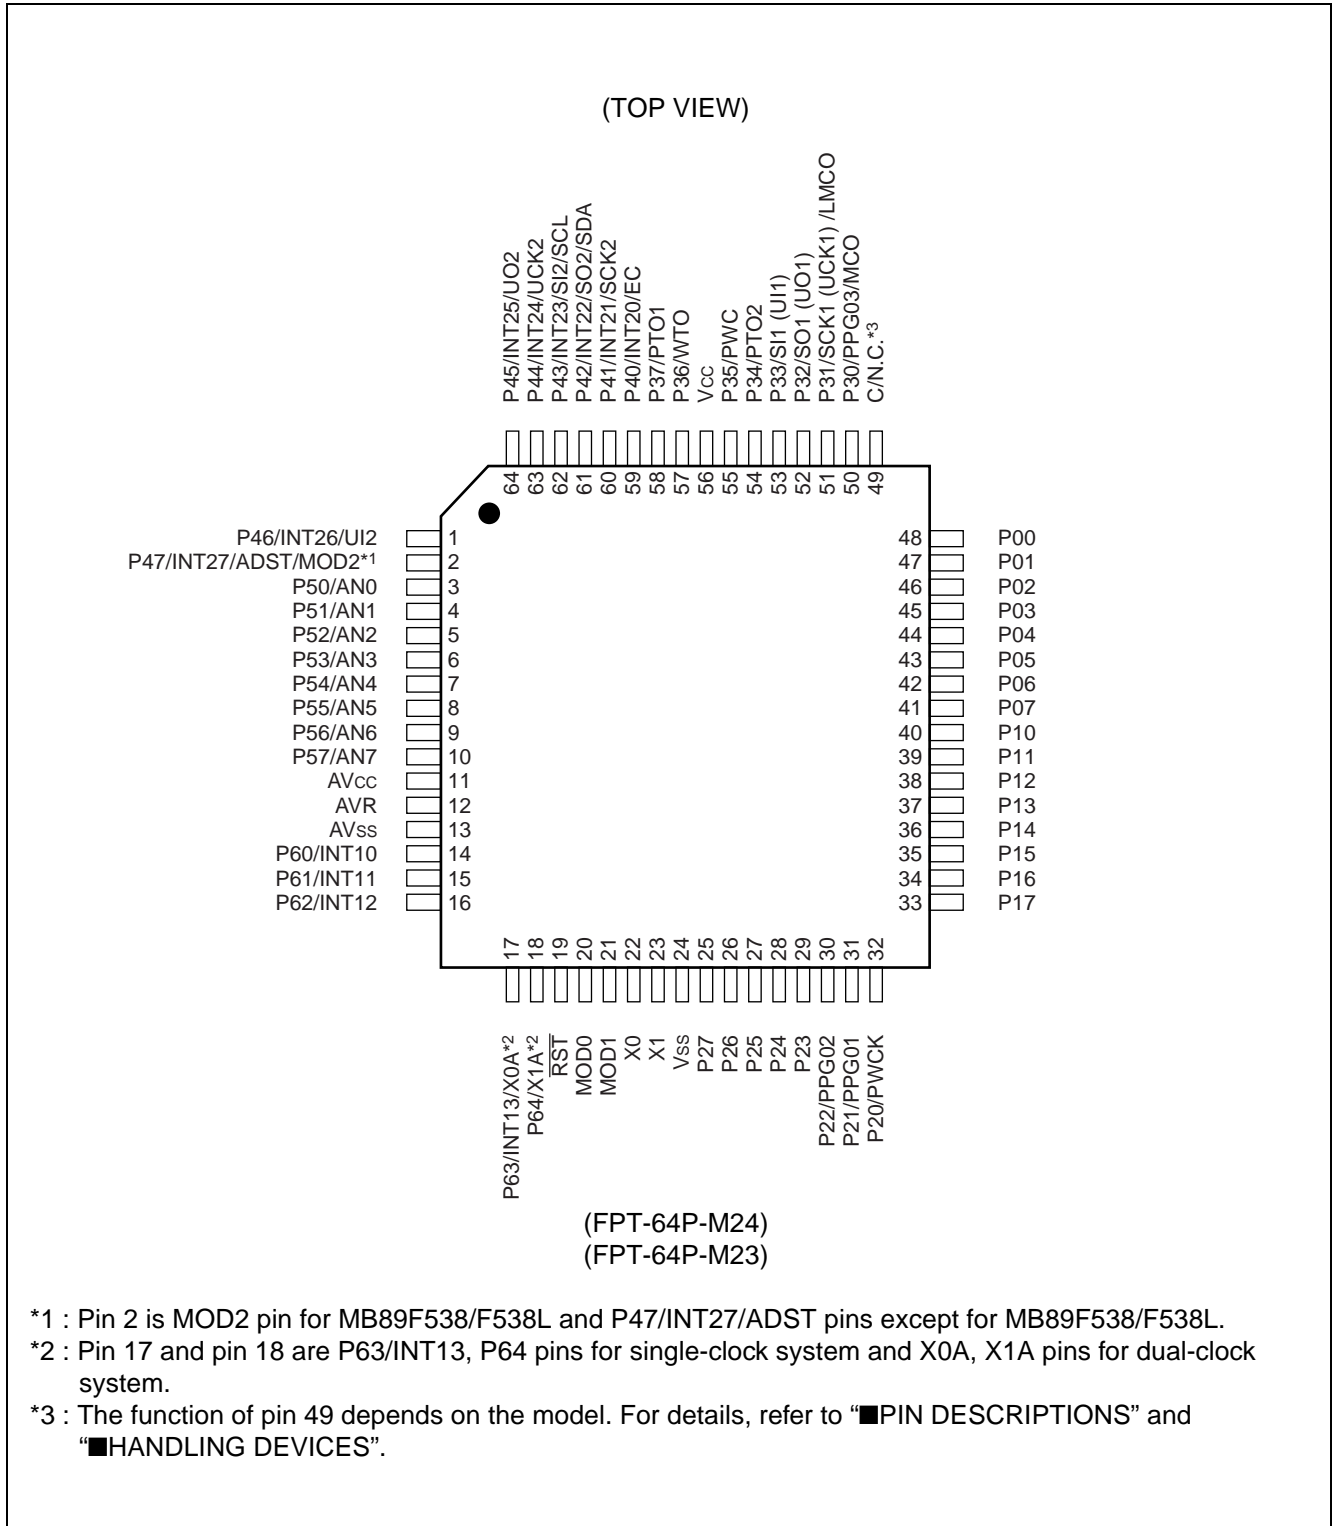 (TOP VIEW)
P45/INT25/UO2
P44/INT24/UCK2
P43/INT23/SI2/SCL
P42/INT22/SO2/SDA
P41/INT21/SCK2
P40/INT20/EC
P37/PTO1
P36/WTO
Vcc
P35/PWC
P34/PTO2
P33/SI1 (UI1)
P32/SO1 (UO1)
P31/SCK1 (UCK1) /LMCO
P30/PPG03/MCO
C/N.C.*3
64 63 62 61 60 59 58 57 56 55 54 53 52 51 50 49
P46/INT26/UI2 1 48 P00
P47/INT27/ADST/MOD2*1 2 47 P01
P50/AN0 3 46 P02
P51/AN1 4 45 P03
P52/AN2 5 44 P04
P53/AN3 6 43 P05
P54/AN4 7 42 P06
P55/AN5 8 41 P07
P56/AN6 9 40 P10
P57/AN7 10 39 P11
AVcc 11 38 P12
AVR 12 37 P13
AVss 13 36 P14
P60/INT10 14 35 P15
P61/INT11 15 34 P16
P62/INT12 16 33 P17
17 18 19 20 21 22 23 24 25 26 27 28 29 30 31 32
P63/INT13/X0A*2
P64/X1A*2
RST
MOD0
MOD1
X0
X1
Vss
P27
P26
P25
P24
P23
P22/PPG02
P21/PPG01
P20/PWCK
(FPT-64P-M24)
(FPT-64P-M23)
*1 : Pin 2 is MOD2 pin for MB89F538/F538L and P47/INT27/ADST pins except for MB89F538/F538L.
*2 : Pin 17 and pin 18 are P63/INT13, P64 pins for single-clock system and X0A, X1A pins for dual-clock
system.
*3 : The function of pin 49 depends on the model. For details, refer to “■PIN DESCRIPTIONS” and
“■HANDLING DEVICES”.